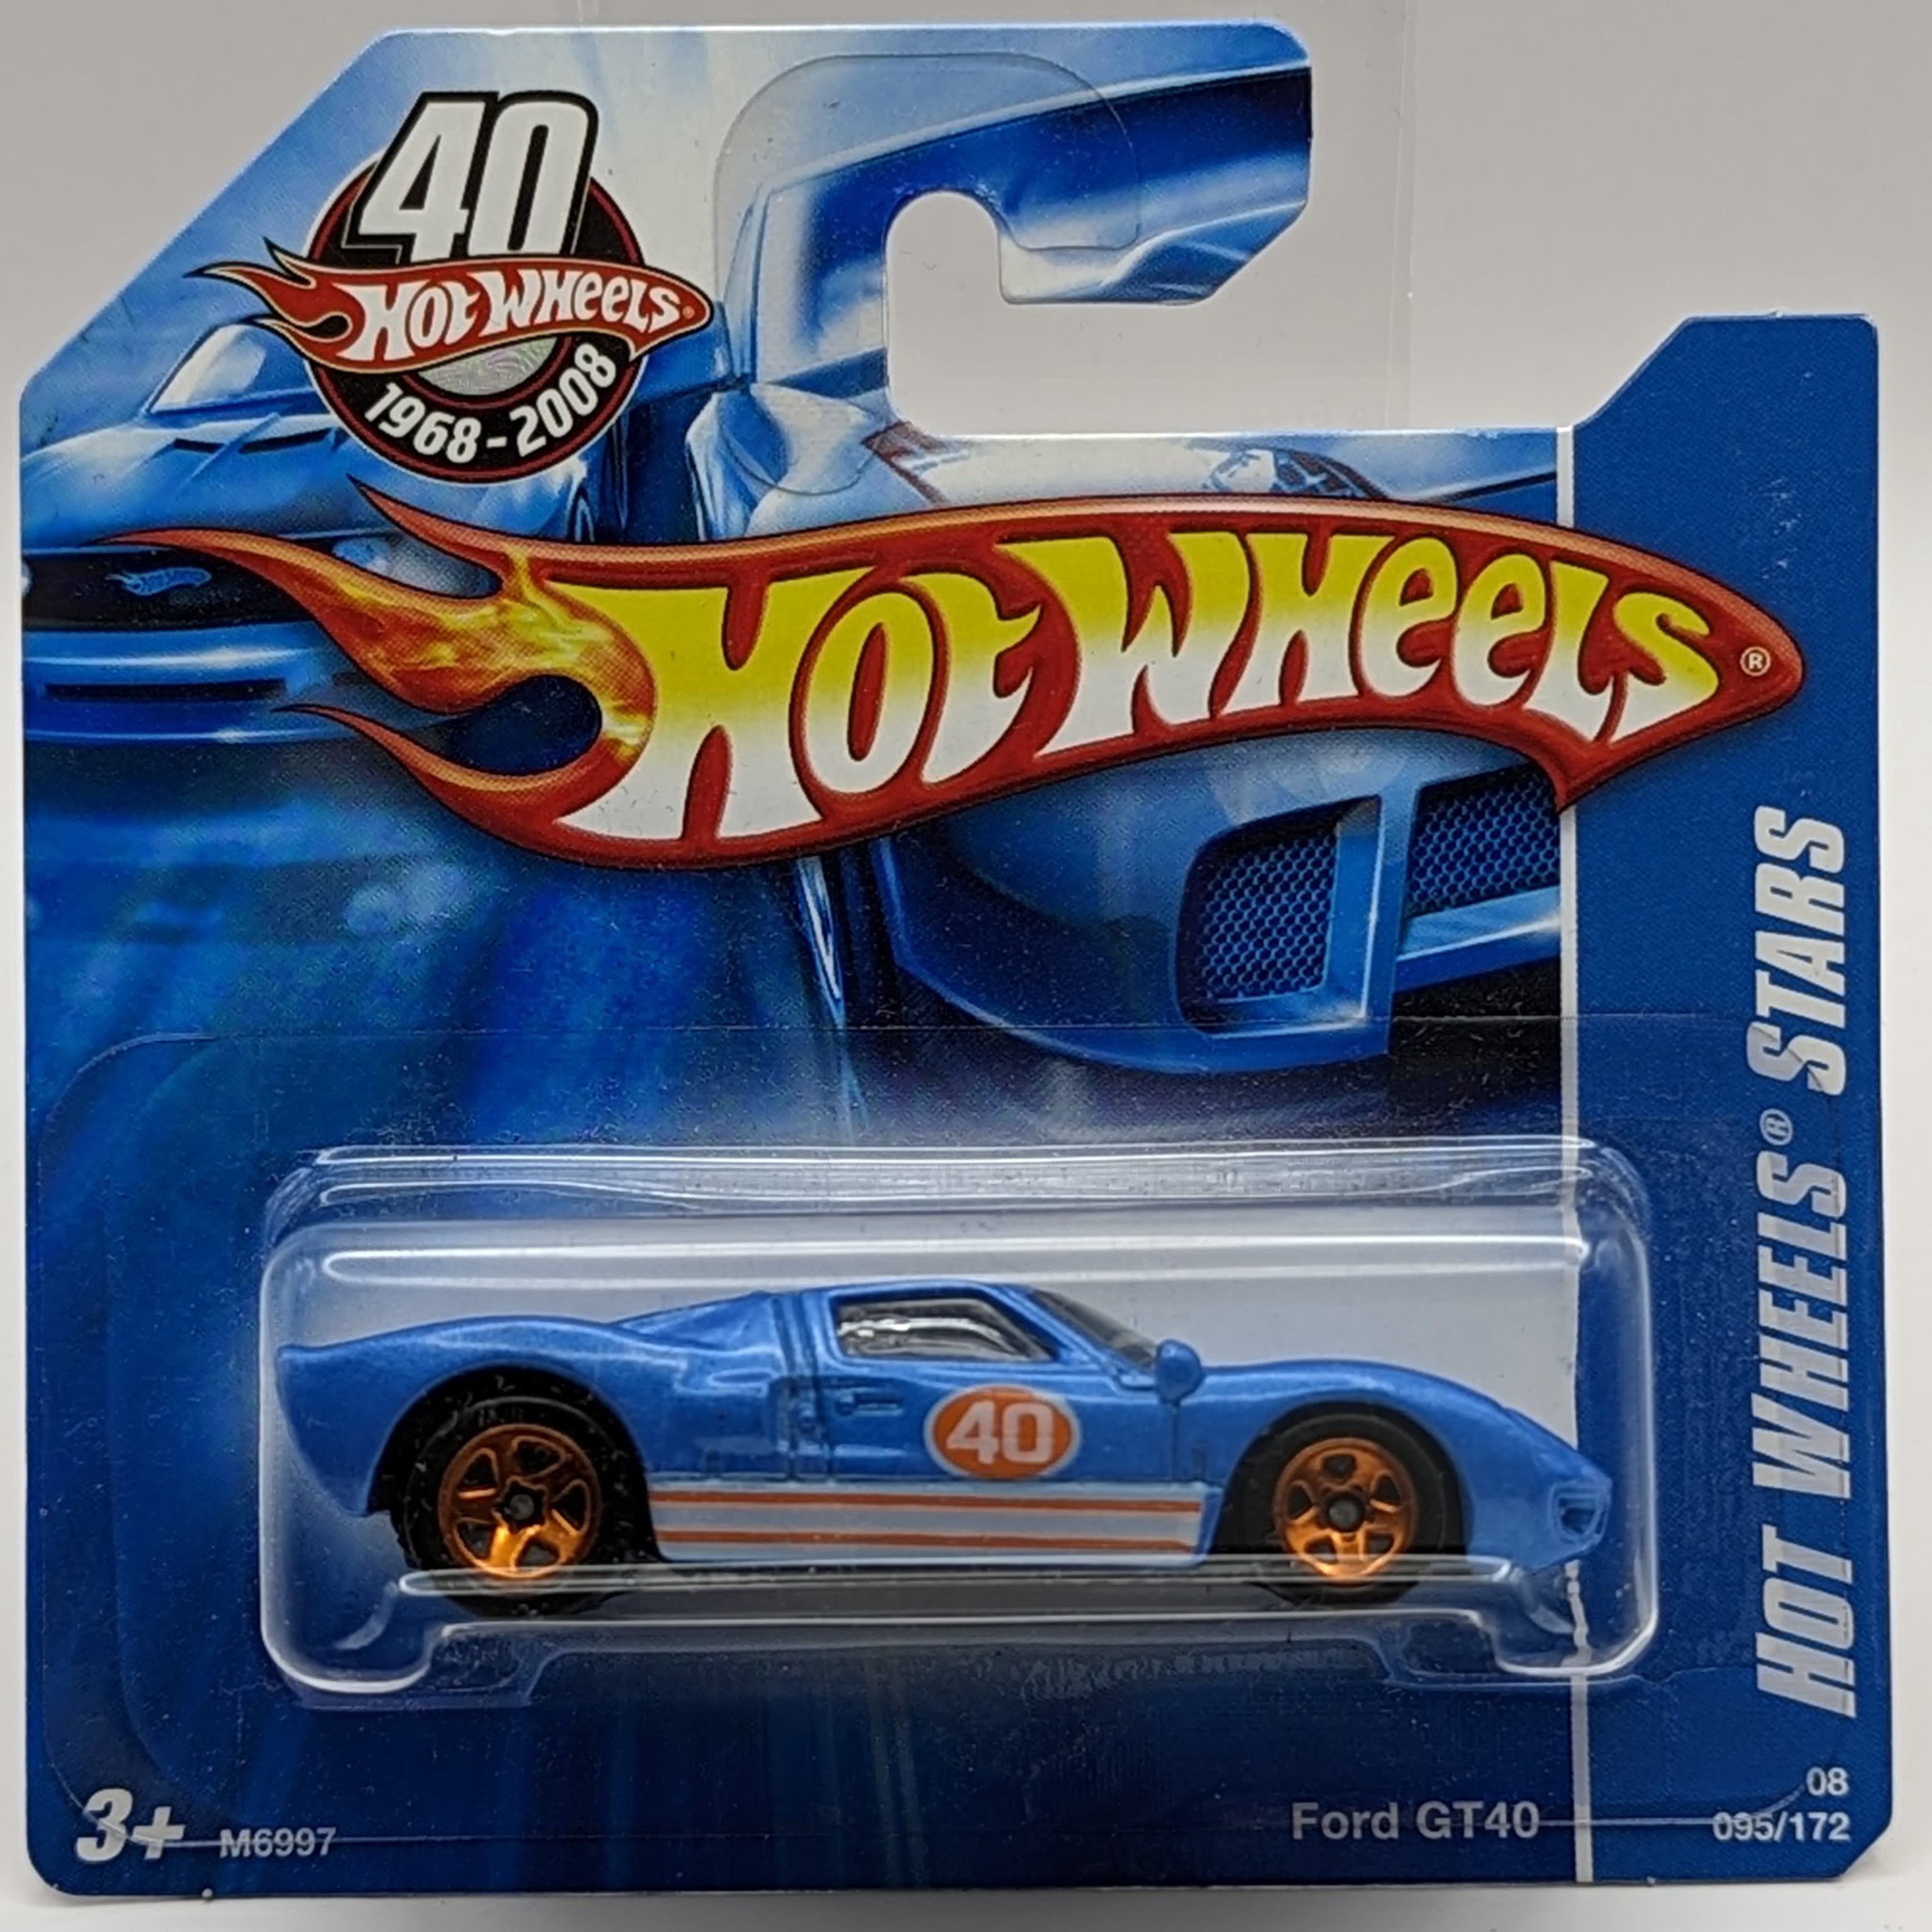 40
HOT WHEELS®
1968-2008
HOT WHEELS®
HOT WHEELS® STARS
40
3+
M6997
Ford GT40
08
095/172